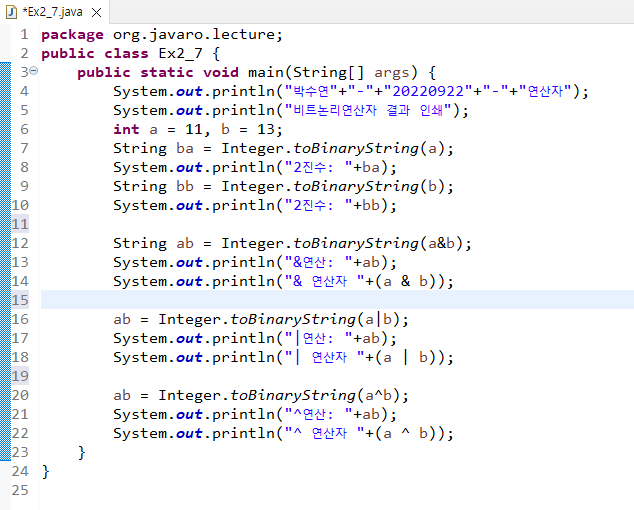 *Ex2_7.java
1 package org.javaro.lecture;
2 public class Ex2_7 {
3     public static void main(String[] args) {
4         System.out.println("박수연"+"-"+"20220922"+"-"+"연산자");
5         System.out.println("비트논리연산자 결과 인쇄");
6         int a = 11, b = 13;
7         String ba = Integer.toBinaryString(a);
8         System.out.println("2진수: "+ba);
9         String bb = Integer.toBinaryString(b);
10         System.out.println("2진수: "+bb);
11
12         String ab = Integer.toBinaryString(a&b);
13         System.out.println("&연산: "+ab);
14         System.out.println("& 연산자 "+(a & b));
15
16         ab = Integer.toBinaryString(a|b);
17         System.out.println("|연산: "+ab);
18         System.out.println("| 연산자 "+(a | b));
19
20         ab = Integer.toBinaryString(a^b);
21         System.out.println("^연산: "+ab);
22         System.out.println("^ 연산자 "+(a ^ b));
23     }
24 }
25